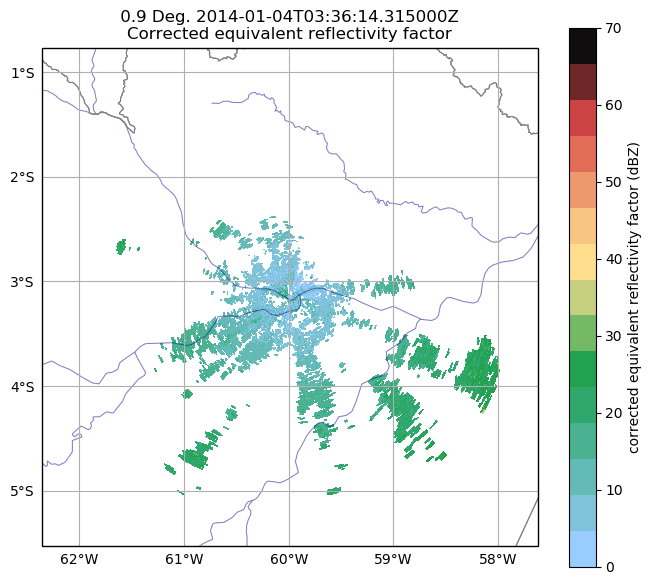 0.9 Deg. 2014-01-04T03:36:14.315000Z
Corrected equivalent reflectivity factor
1°S
2°S
3°S
4°S
5°S
62°W
61°W
60°W
59°W
58°W
70
60
50
40
30
20
10
0
corrected equivalent reflectivity factor (dBZ)